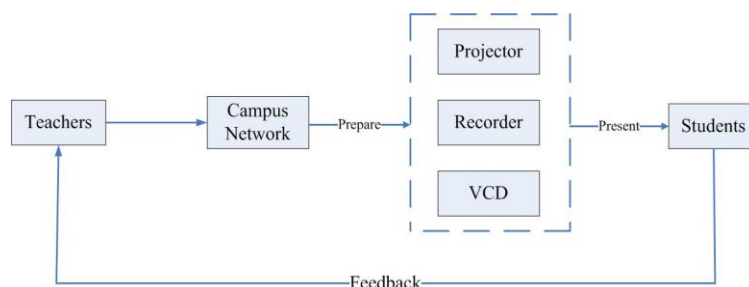 Projector
Teachers
Campus
Network
Prepare
Recorder
Present
Students
VCD
Feedback